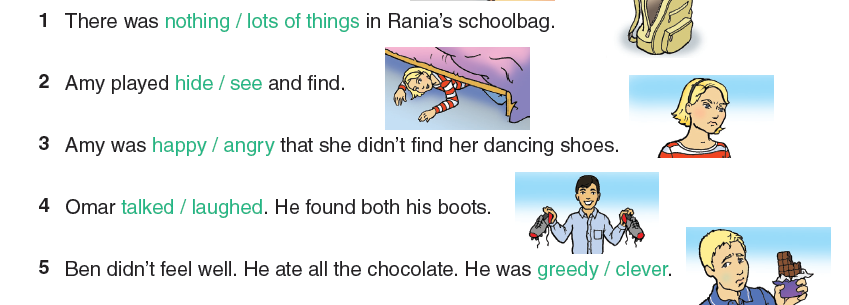 1 There was nothing / lots of things in Rania's schoolbag.
2 Amy played hide / see and find.
3 Amy was happy / angry that she didn't find her dancing shoes.
4 Omar talked / laughed. He found both his boots.
5 Ben didn't feel well. He ate all the chocolate. He was greedy / clever.